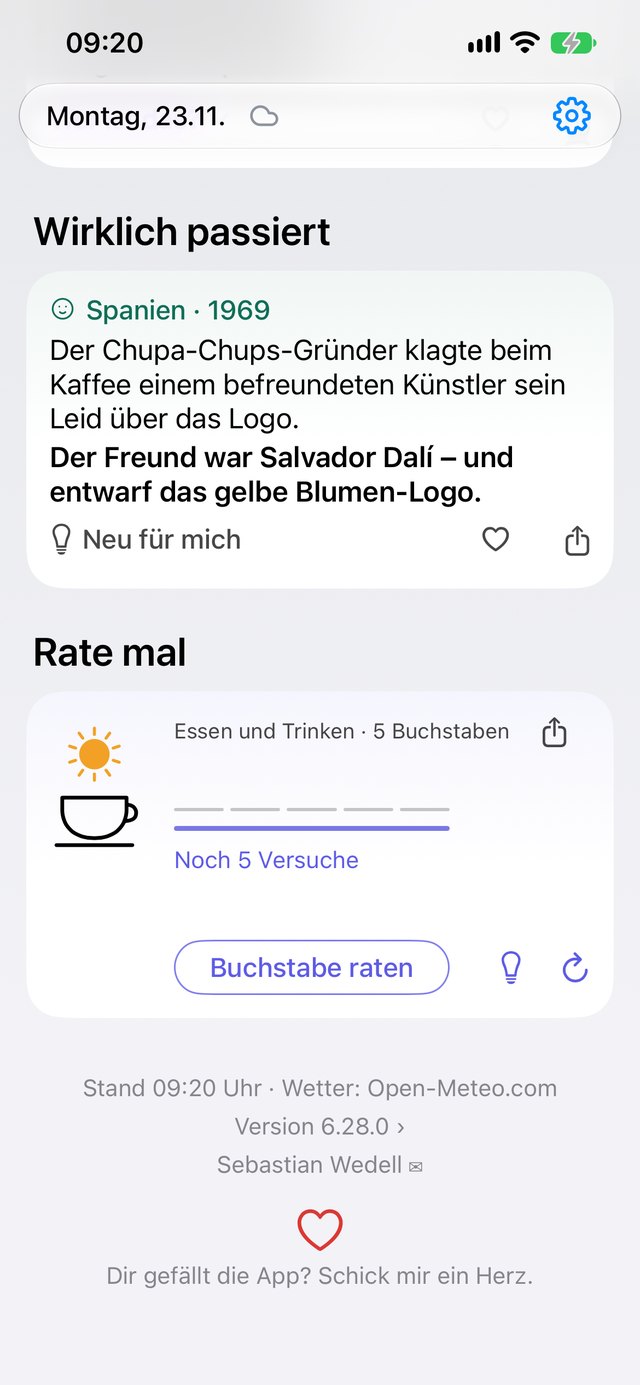 09:20
Montag, 23.11.
Wirklich passiert
Spanien · 1969
Der Chupa-Chups-Gründer klagte beim
Kaffee einem befreundeten Künstler sein
Leid über das Logo.
Der Freund war Salvador Dalí – und
entwarf das gelbe Blumen-Logo.
Neu für mich
Rate mal
Essen und Trinken · 5 Buchstaben
Noch 5 Versuche
Buchstabe raten
Stand 09:20 Uhr · Wetter: Open-Meteo.com
Version 6.28.0 ›
Sebastian Wedell ✉
Dir gefällt die App? Schick mir ein Herz.